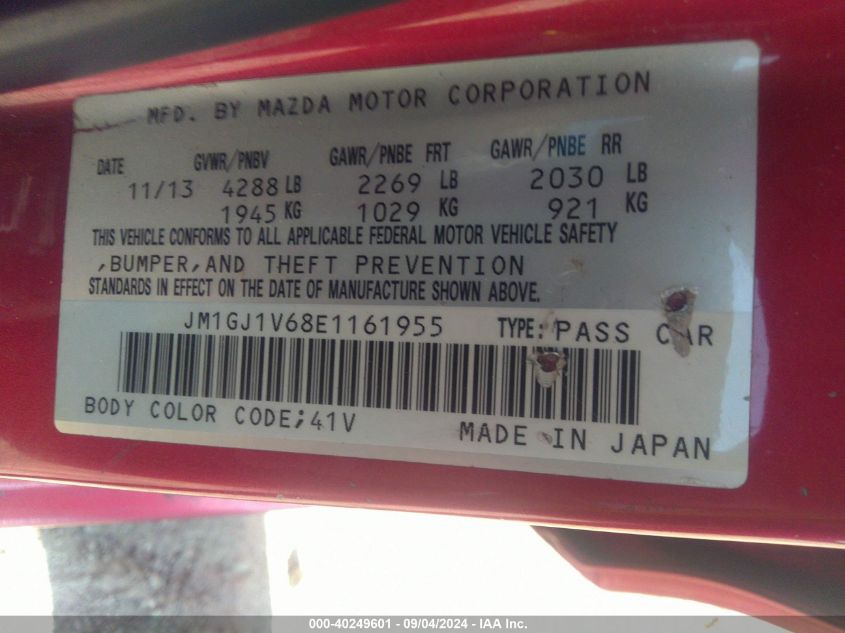 MFD. BY MAZDA MOTOR CORPORATION
DATE GVWR/PNBV GAWR/PNBE FRT GAWR/PNBE RR
11/13 4288 LB 2269 LB 2030 LB
1945 KG 1029 KG 921 KG
THIS VEHICLE CONFORMS TO ALL APPLICABLE FEDERAL MOTOR VEHICLE SAFETY
,BUMPER,AND THEFT PREVENTION
STANDARDS IN EFFECT ON THE DATE OF MANUFACTURE SHOWN ABOVE.
JM1GJ1V68E1161955 TYPE: PASS CAR
BODY COLOR CODE;41V
MADE IN JAPAN
000-40249601 - 09/04/2024 - IAA Inc.